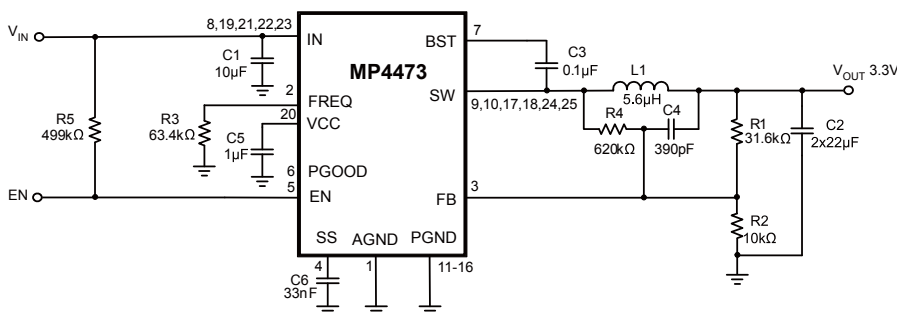 8,19,21,22,23
7
V_IN
IN
BST
C1
10µF
MP4473
C3
0.1µF
L1
5.6µH
V_OUT 3.3V
2
FREQ
SW
9,10,17,18,24,25
R5
499kΩ
R3
63.4kΩ
20
VCC
C5
1µF
R4
620kΩ
C4
390pF
R1
31.6kΩ
C2
2x22µF
6
PGOOD
5
EN
EN
3
FB
R2
10kΩ
SS
AGND
PGND
4
1
11-16
C6
33nF